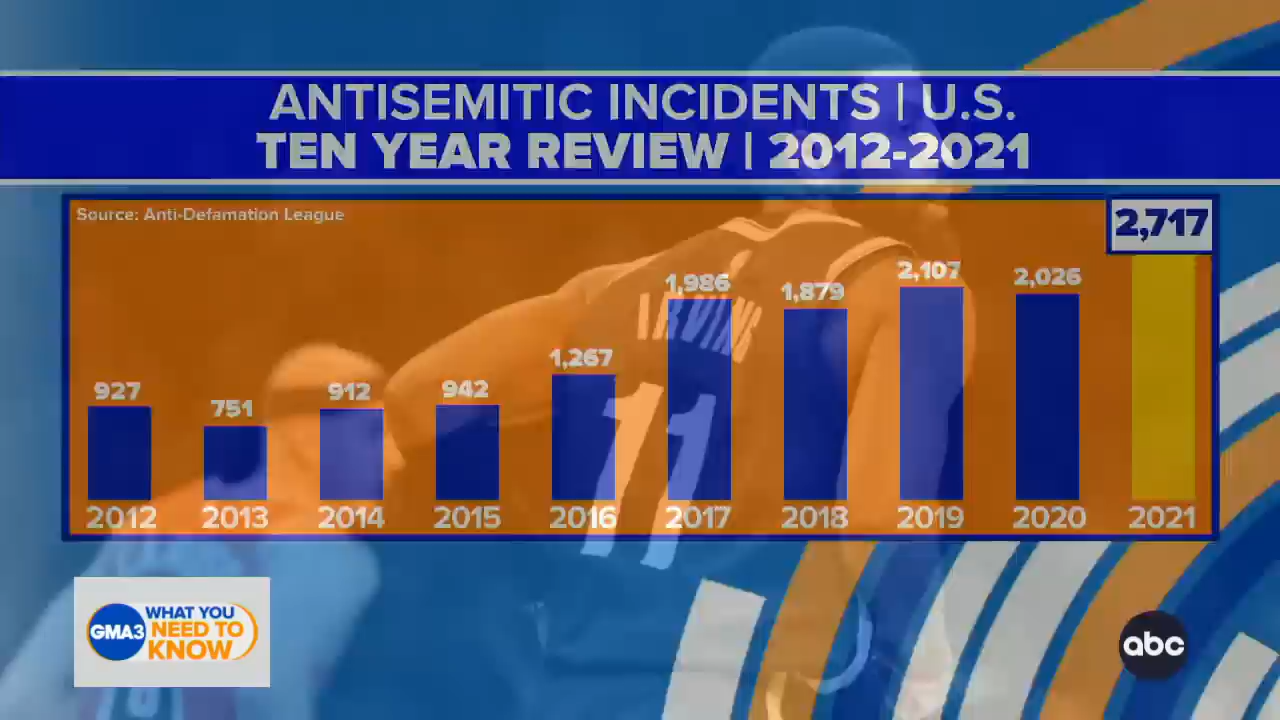 ANTISEMITIC INCIDENTS | U.S.
TEN YEAR REVIEW | 2012-2021
Source: Anti-Defamation League
2,717
927
751
912
942
1,267
1,986
1,879
2,107
2,026
IRVING
11
2012 2013 2014 2015 2016 2017 2018 2019 2020 2021
GMA3
WHAT YOU
NEED TO
KNOW
abc